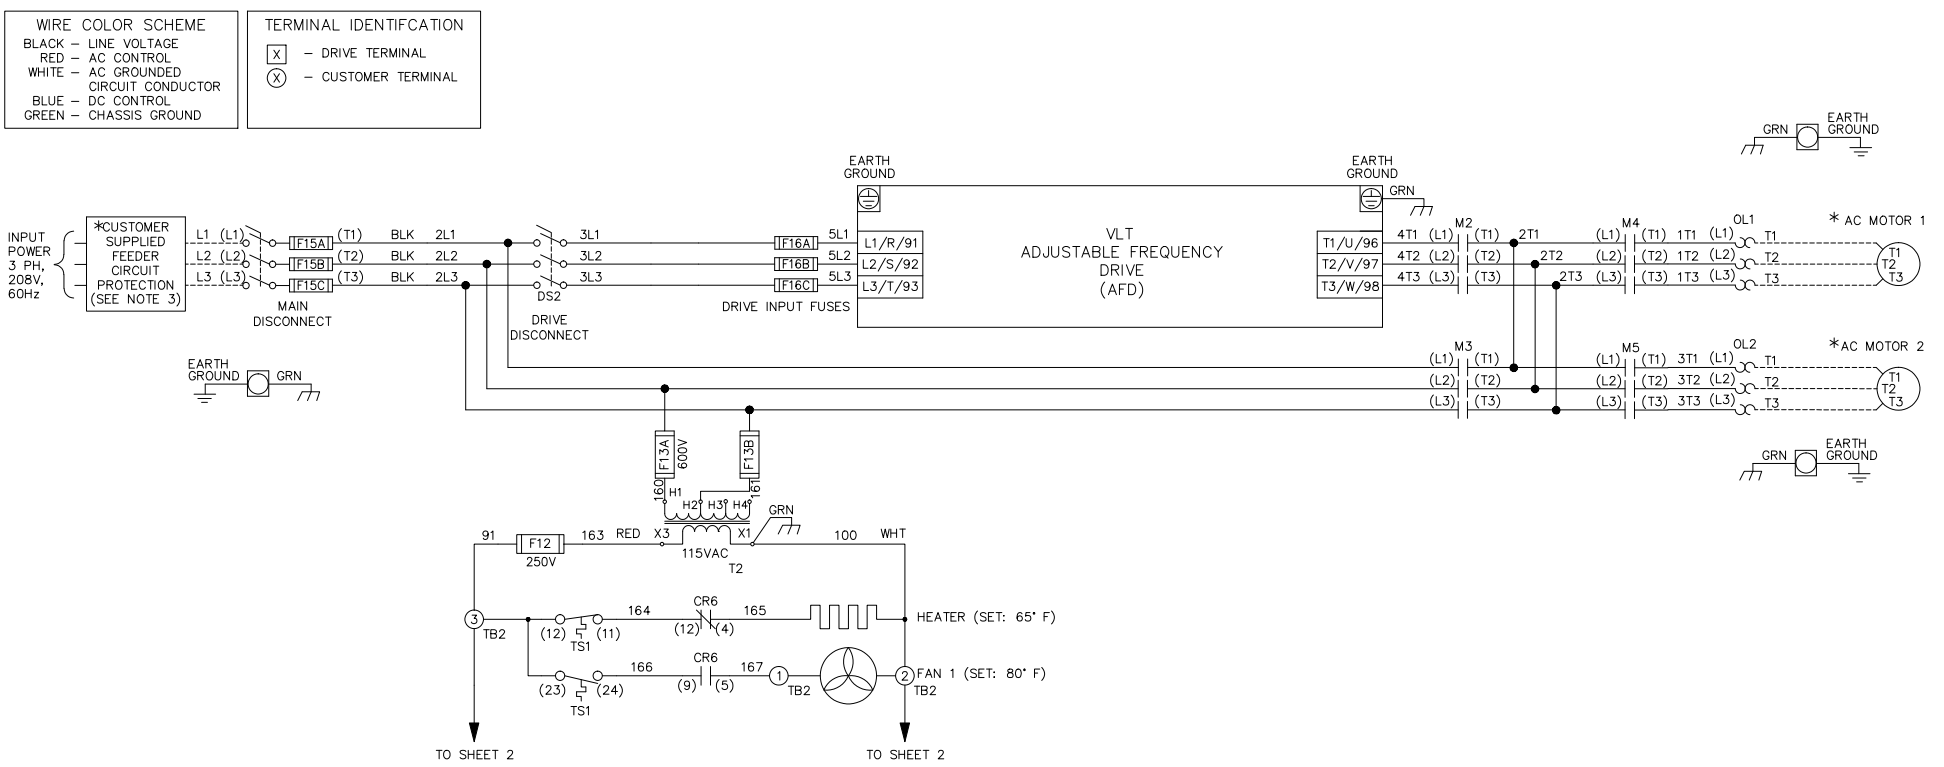 WIRE COLOR SCHEME
BLACK – LINE VOLTAGE
RED – AC CONTROL
WHITE – AC GROUNDED
CIRCUIT CONDUCTOR
BLUE – DC CONTROL
GREEN – CHASSIS GROUND
TERMINAL IDENTIFCATION
X – DRIVE TERMINAL
X – CUSTOMER TERMINAL
GRN
EARTH
GROUND
EARTH
GROUND
EARTH
GROUND
GRN
INPUT
POWER
3 PH,
208V,
60Hz
*CUSTOMER
SUPPLIED
FEEDER
CIRCUIT
PROTECTION
(SEE NOTE 3)
L1 (L1) F15A (T1) BLK 2L1 3L1 F16A 5L1 L1/R/91
L2 (L2) F15B (T2) BLK 2L2 3L2 F16B 5L2 L2/S/92
L3 (L3) F15C (T3) BLK 2L3 3L3 F16C 5L3 L3/T/93
MAIN
DISCONNECT
DS2
DRIVE
DISCONNECT
DRIVE INPUT FUSES
VLT
ADJUSTABLE FREQUENCY
DRIVE
(AFD)
M2 M4 OL1 * AC MOTOR 1
T1/U/96 4T1 (L1) (T1) 2T1 (L1) (T1) 1T1 (L1) T1 T1
T2/V/97 4T2 (L2) (T2) 2T2 (L2) (T2) 1T2 (L2) T2 T2
T3/W/98 4T3 (L3) (T3) 2T3 (L3) (T3) 1T3 (L3) T3 T3
M3 M5 OL2 *AC MOTOR 2
(L1) (T1) (L1) (T1) 3T1 (L1) T1 T1
(L2) (T2) (L2) (T2) 3T2 (L2) T2 T2
(L3) (T3) (L3) (T3) 3T3 (L3) T3 T3
EARTH
GROUND
GRN
GRN
EARTH
GROUND
F13A
600V
F13B
160
161
H1 H2 H3 H4
GRN
91 F12 163 RED X3 X1 100 WHT
250V
115VAC
T2
3
TB2
164 CR6 165
HEATER (SET: 65° F)
(12) (11) (12) (4)
TS1
166 CR6 167 1 2 FAN 1 (SET: 80° F)
(23) (24) (9) (5) TB2 TB2
TS1
TO SHEET 2
TO SHEET 2